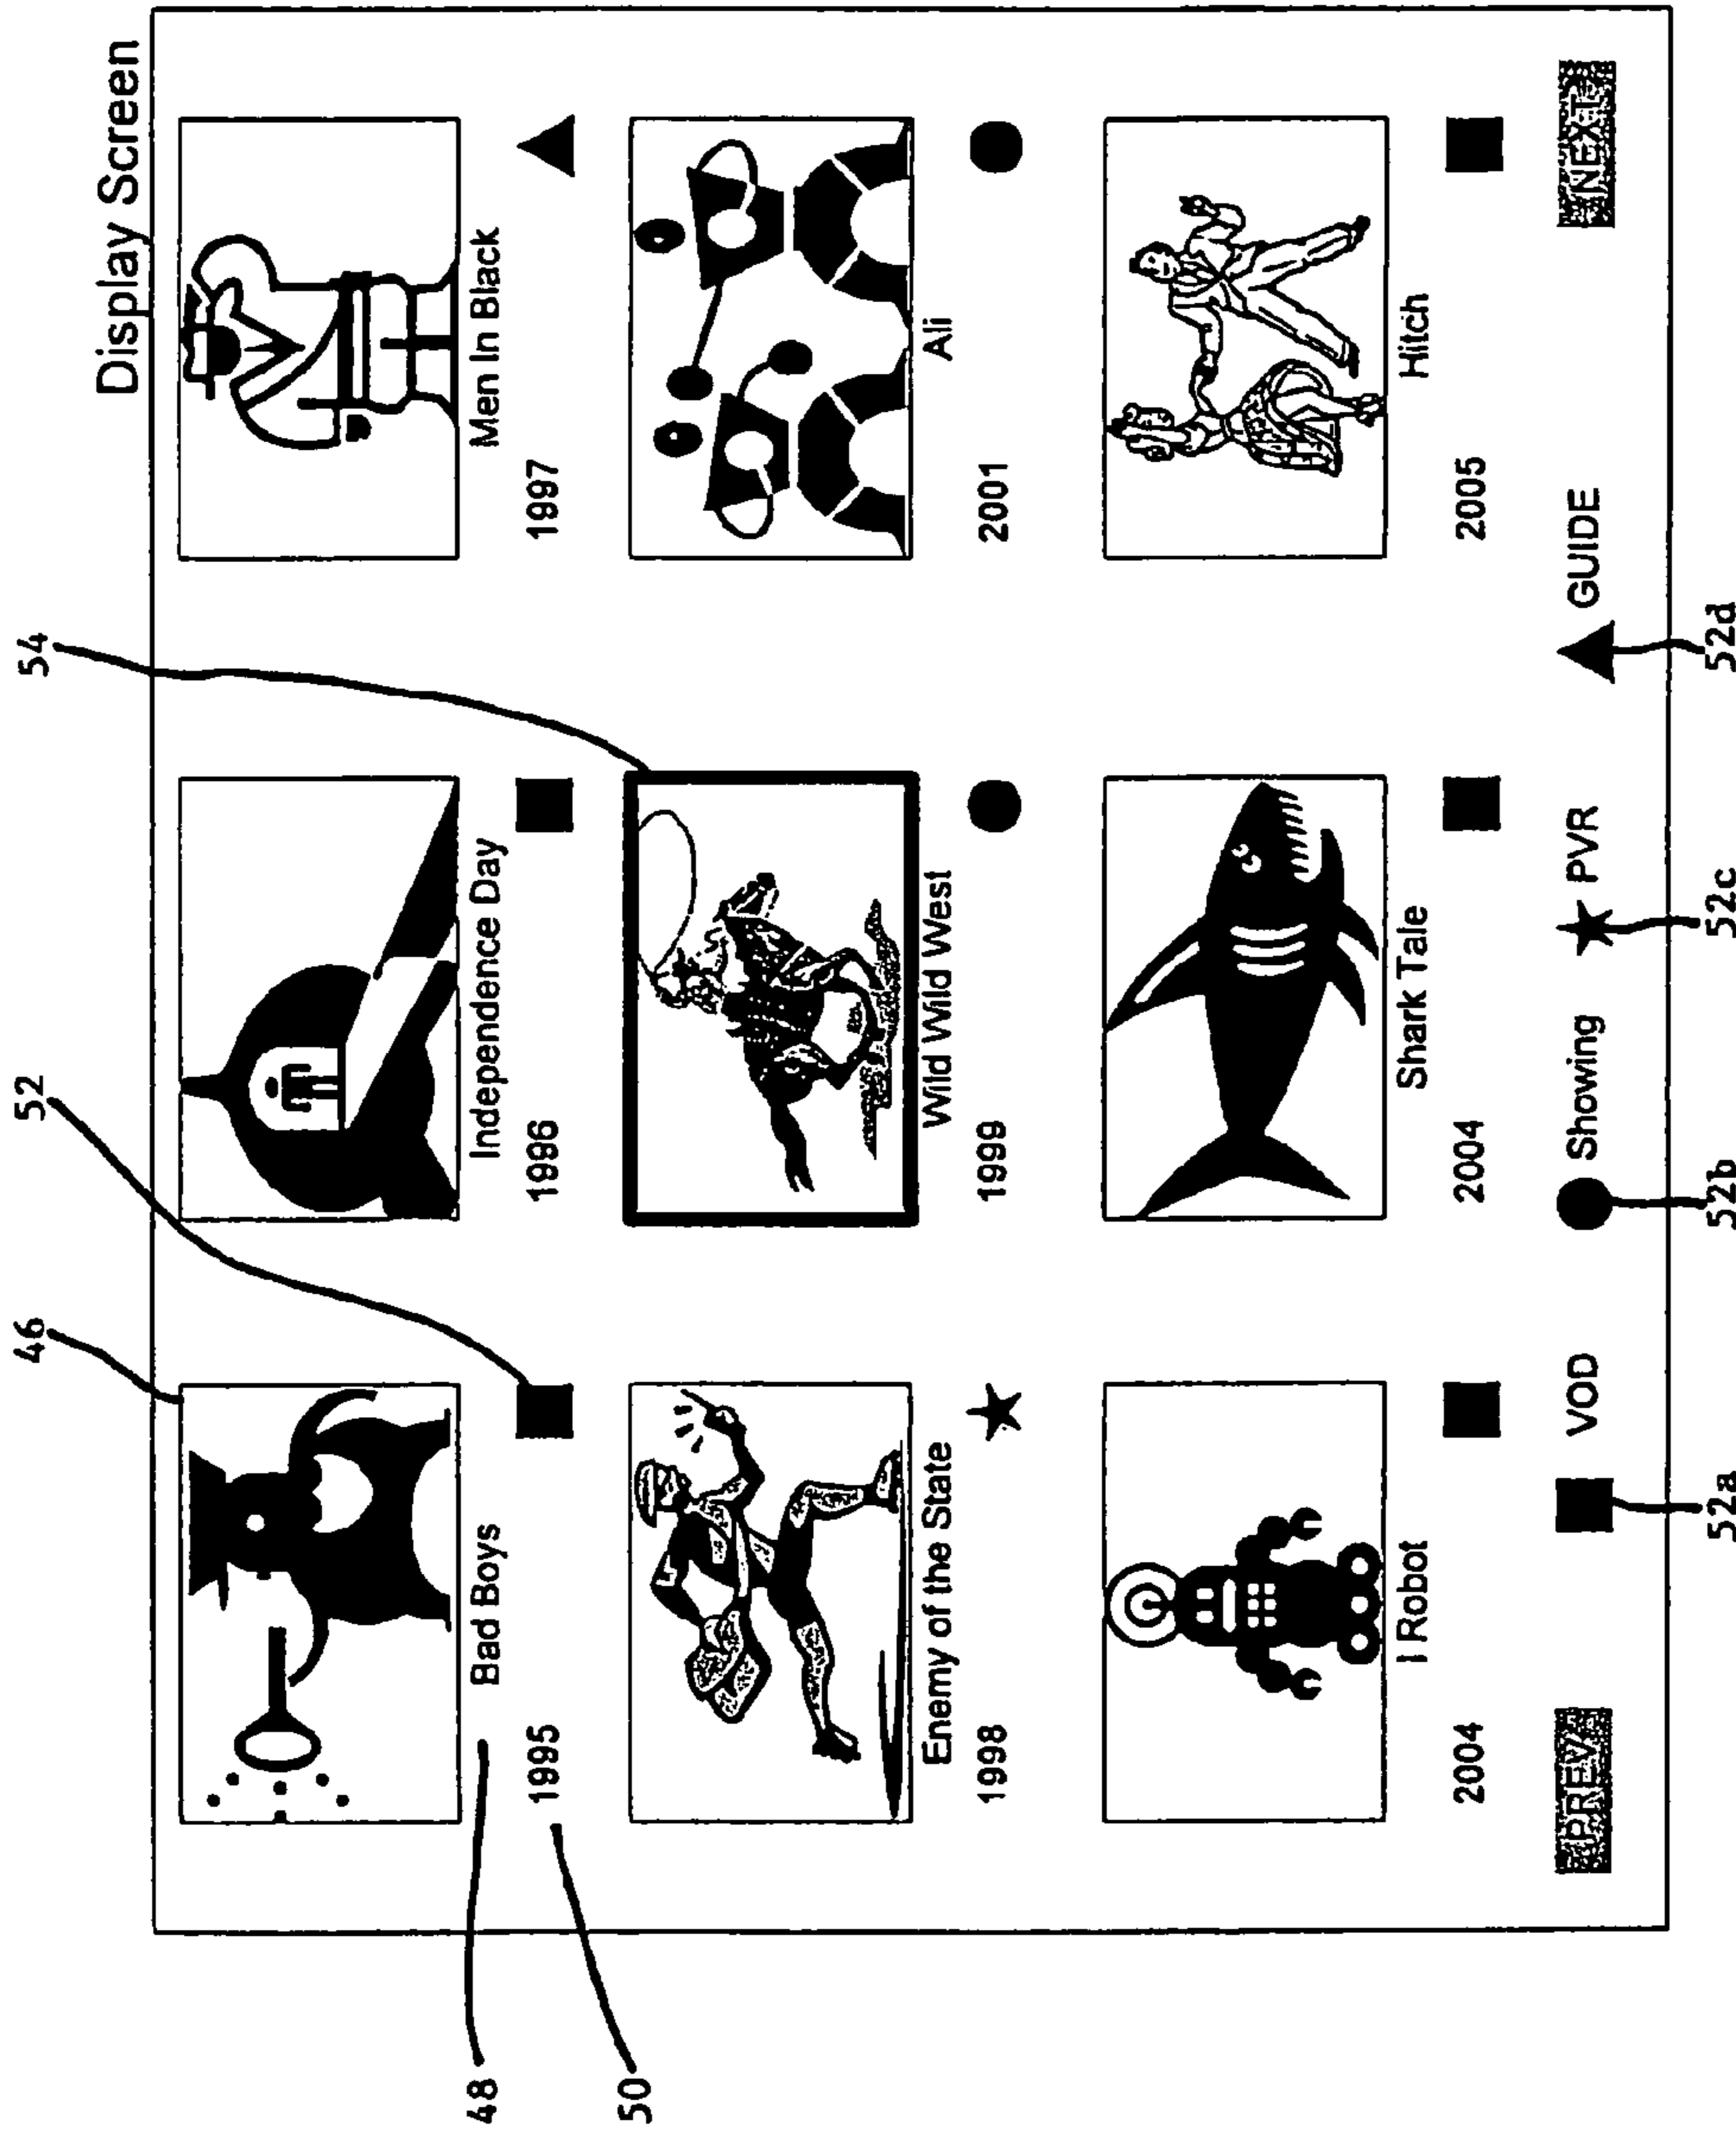 Display Screen
54
52
46
Bad Boys
Independence Day
Men In Black
48
1995
1996
1997
50
Enemy of the State
Wild Wild West
Ali
1998
1999
2001
I Robot
Shark Tale
Hitch
2004
2004
2005
PREV
VOD
Showing
PVR
GUIDE
NEXT
52a
52b
52c
52d